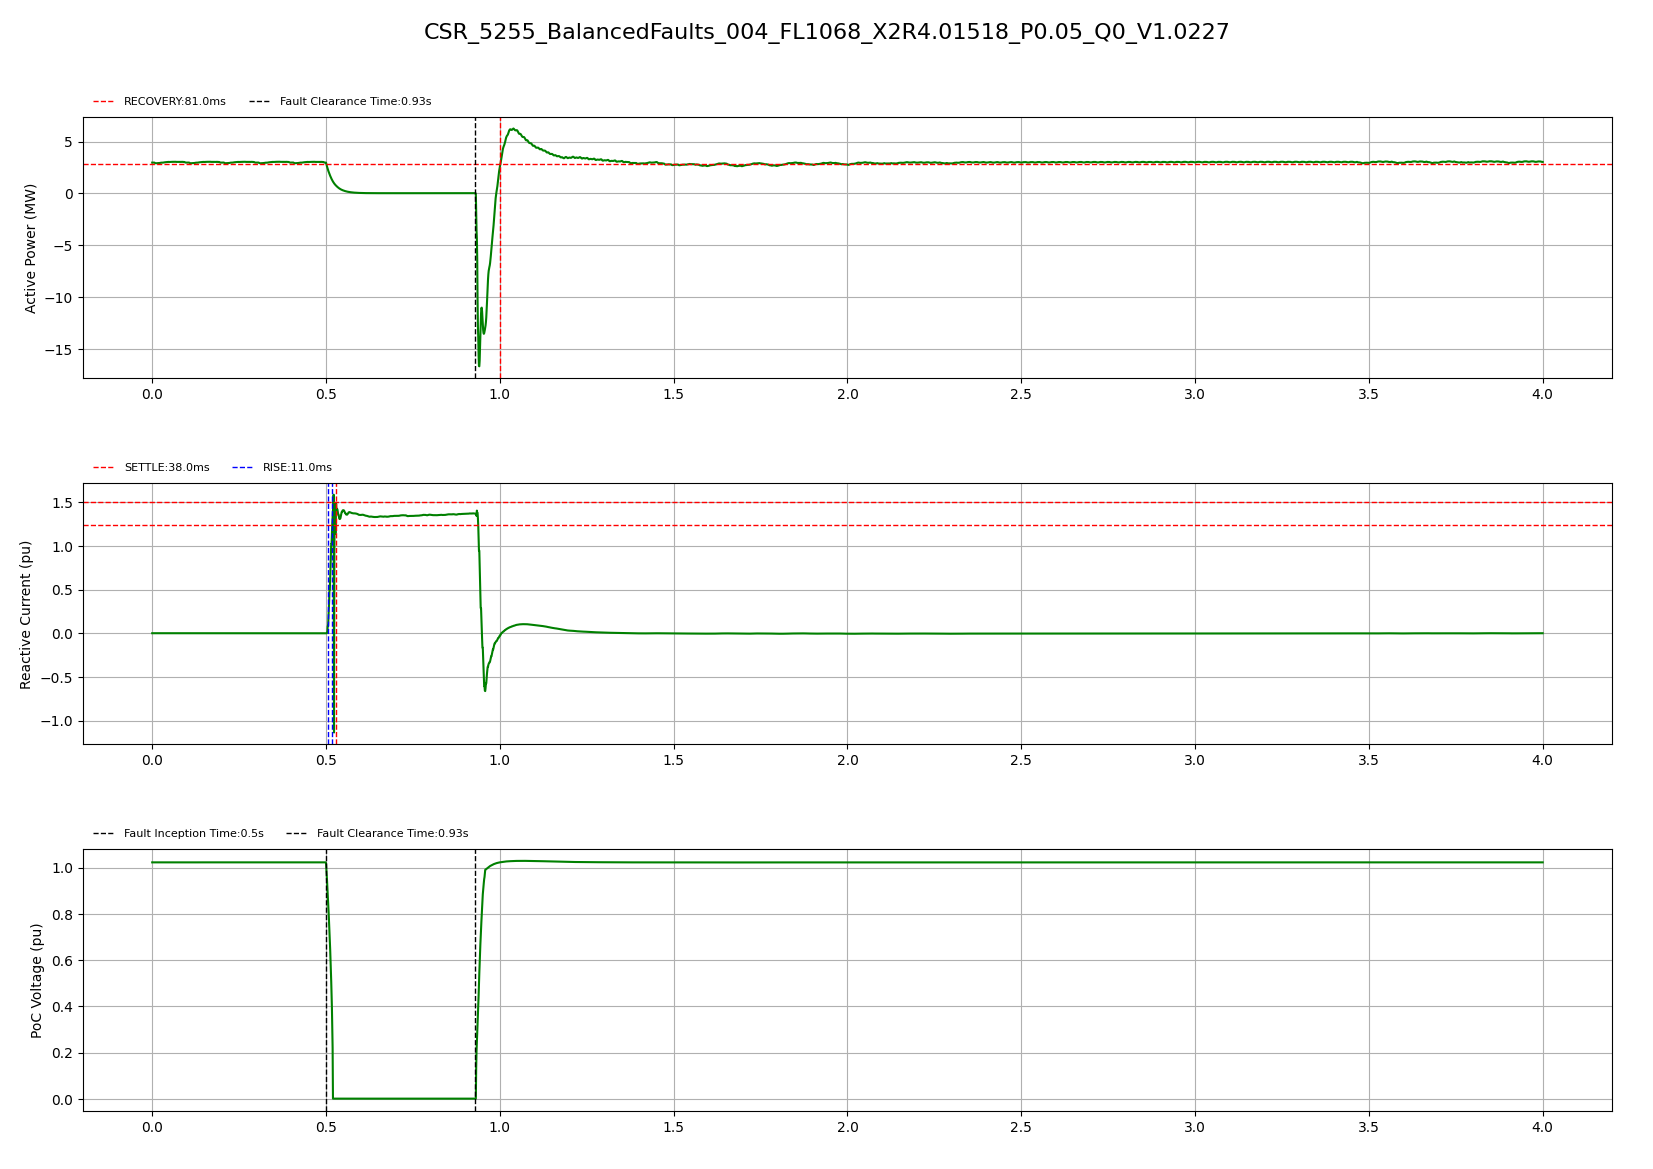 CSR_5255_BalancedFaults_004_FL1068_X2R4.01518_P0.05_Q0_V1.0227
RECOVERY:81.0ms Fault Clearance Time:0.93s
Active Power (MW)
5
0
−5
−10
−15
0.0 0.5 1.0 1.5 2.0 2.5 3.0 3.5 4.0
SETTLE:38.0ms RISE:11.0ms
Reactive Current (pu)
1.5
1.0
0.5
0.0
−0.5
−1.0
0.0 0.5 1.0 1.5 2.0 2.5 3.0 3.5 4.0
Fault Inception Time:0.5s Fault Clearance Time:0.93s
PoC Voltage (pu)
1.0
0.8
0.6
0.4
0.2
0.0
0.0 0.5 1.0 1.5 2.0 2.5 3.0 3.5 4.0